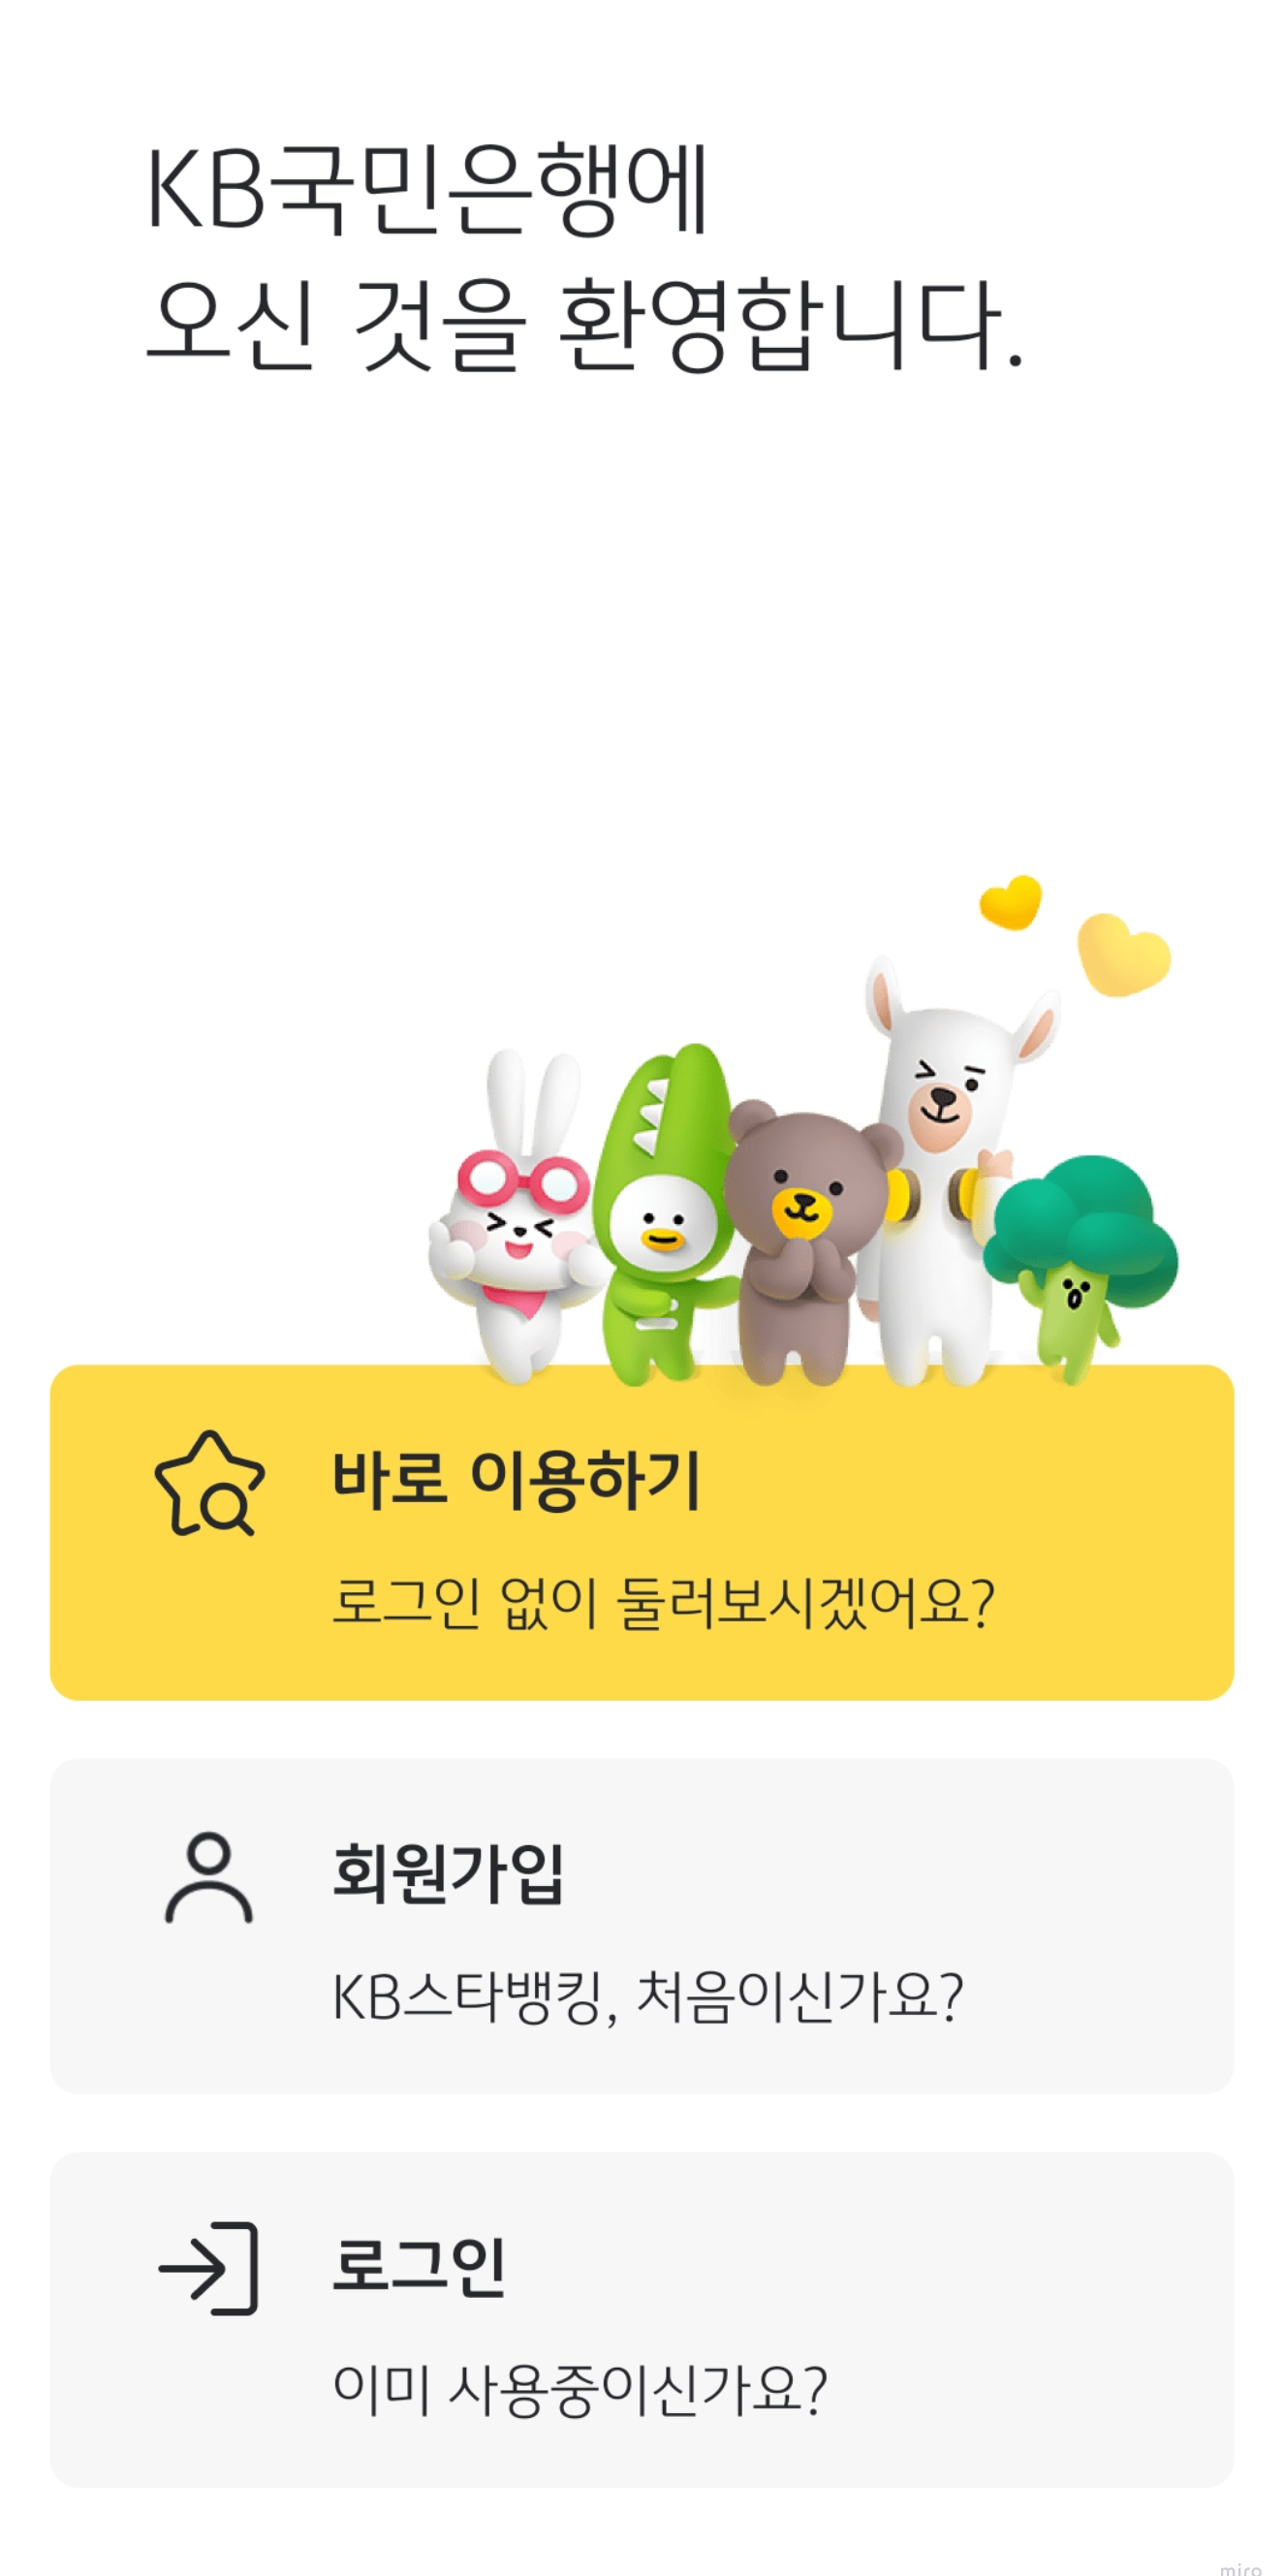 KB국민은행에
오신 것을 환영합니다.
바로 이용하기
로그인 없이 둘러보시겠어요?
회원가입
KB스타뱅킹, 처음이신가요?
로그인
이미 사용중이신가요?
miro